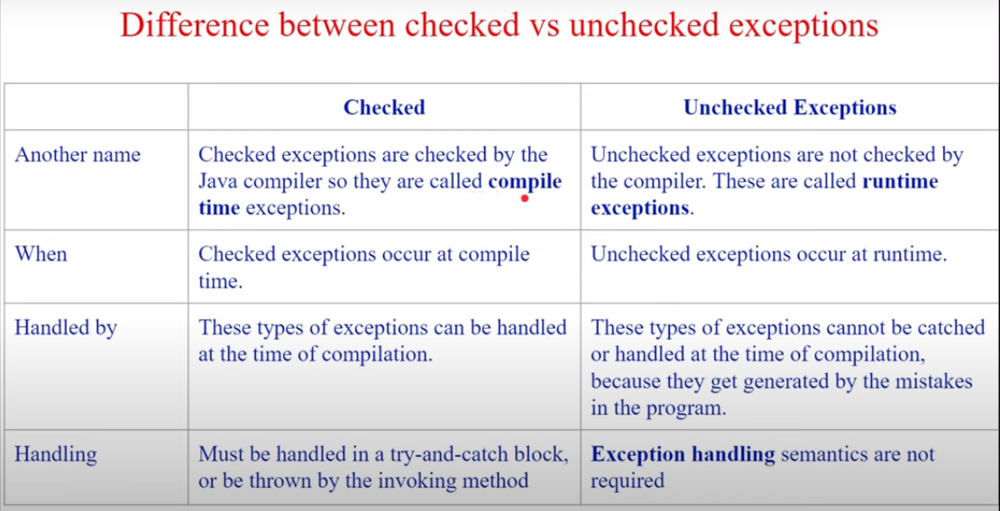 Difference between checked vs unchecked exceptions
Checked
Unchecked Exceptions
Another name
Checked exceptions are checked by the
Java compiler so they are called compile
time exceptions.
Unchecked exceptions are not checked by
the compiler. These are called runtime
exceptions.
When
Checked exceptions occur at compile
time.
Unchecked exceptions occur at runtime.
Handled by
These types of exceptions can be handled
at the time of compilation.
These types of exceptions cannot be catched
or handled at the time of compilation,
because they get generated by the mistakes
in the program.
Handling
Must be handled in a try-and-catch block,
or be thrown by the invoking method
Exception handling semantics are not
required